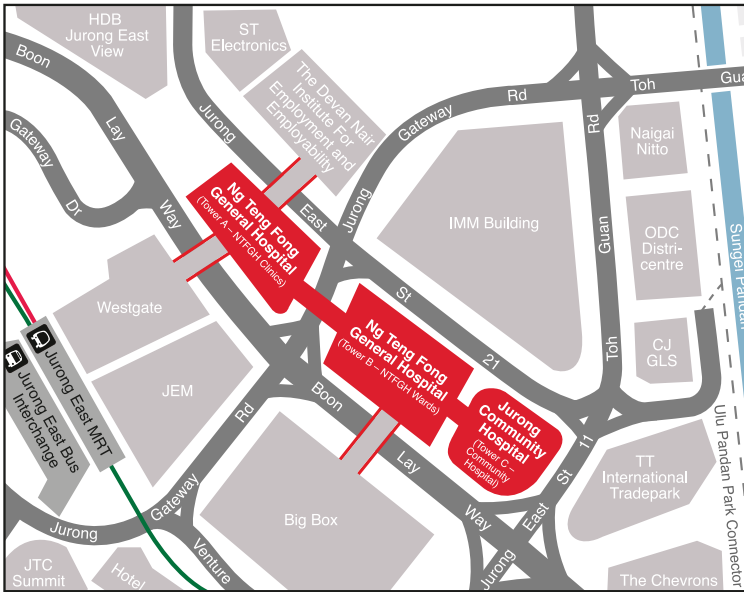 HDB
Jurong East
View
ST
Electronics
The Devan Nair
Institute For
Employment and
Employability
Boon
Lay
Way
Gateway
Dr
Jurong
East
St
21
Jurong
Gateway
Rd
Toh
Gua
Rd
Guan
Toh
Naigai
Nitto
ODC
Distri-
centre
CJ
GLS
Sungei Pandan
Ulu Pandan Park Connector
IMM Building
Ng Teng Fong
General Hospital
(Tower A – NTFGH Clinics)
Ng Teng Fong
General Hospital
(Tower B – NTFGH Wards)
Jurong
Community
Hospital
(Tower C –
Community
Hospital)
Westgate
JEM
Jurong East MRT
Jurong East Bus
Interchange
Rd
Gateway
Jurong
Venture
Boon
Lay
Way
Big Box
Jurong
East
St
11
TT
International
Tradepark
The Chevrons
JTC
Summit
Hotel